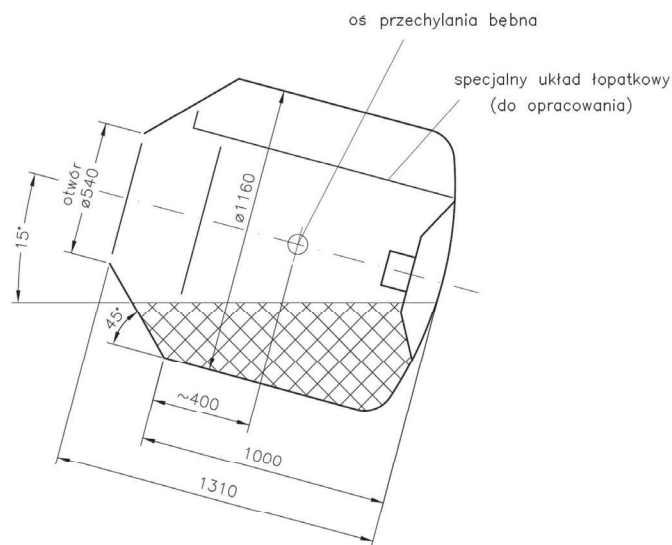 oś przechylania bębna
specjalny układ łopatkowy
(do opracowania)
otwór
ø540
ø1160
15°
45°
~400
1000
1310